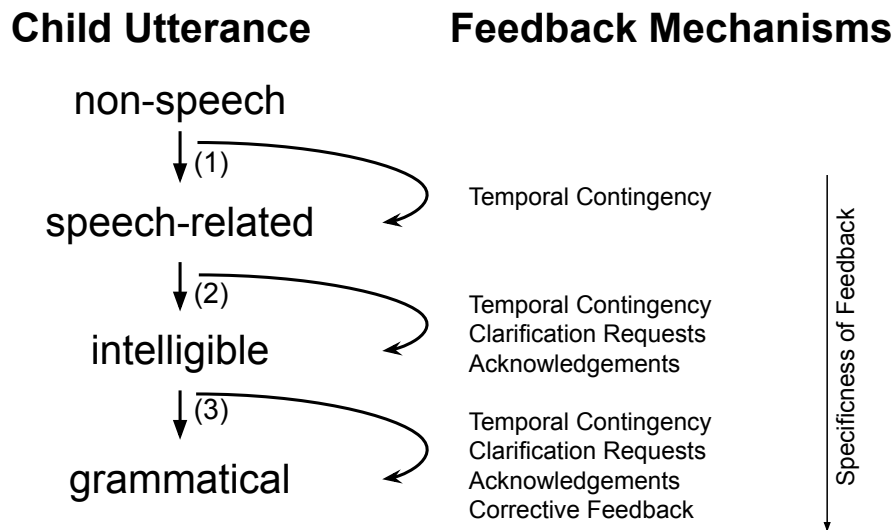 Child Utterance
Feedback Mechanisms
non-speech
(1)
Temporal Contingency
speech-related
(2)
Temporal Contingency
Clarification Requests
Acknowledgements
intelligible
(3)
Temporal Contingency
Clarification Requests
Acknowledgements
Corrective Feedback
grammatical
Specificness of Feedback